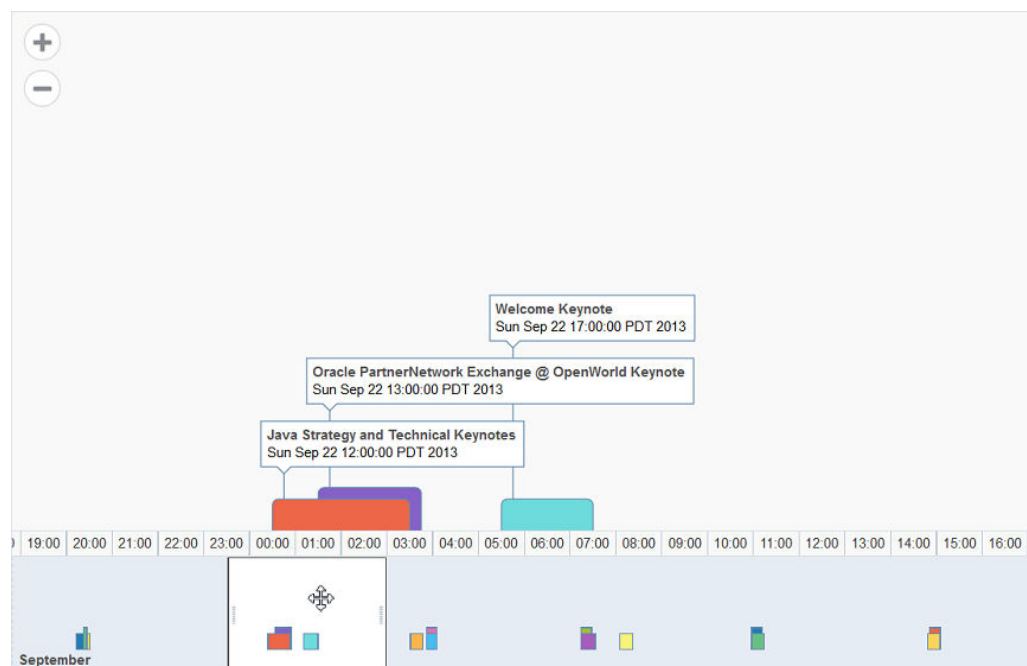 Welcome Keynote
Sun Sep 22 17:00:00 PDT 2013
Oracle PartnerNetwork Exchange @ OpenWorld Keynote
Sun Sep 22 13:00:00 PDT 2013
Java Strategy and Technical Keynotes
Sun Sep 22 12:00:00 PDT 2013
19:00 20:00 21:00 22:00 23:00 00:00 01:00 02:00 03:00 04:00 05:00 06:00 07:00 08:00 09:00 10:00 11:00 12:00 13:00 14:00 15:00 16:00
September